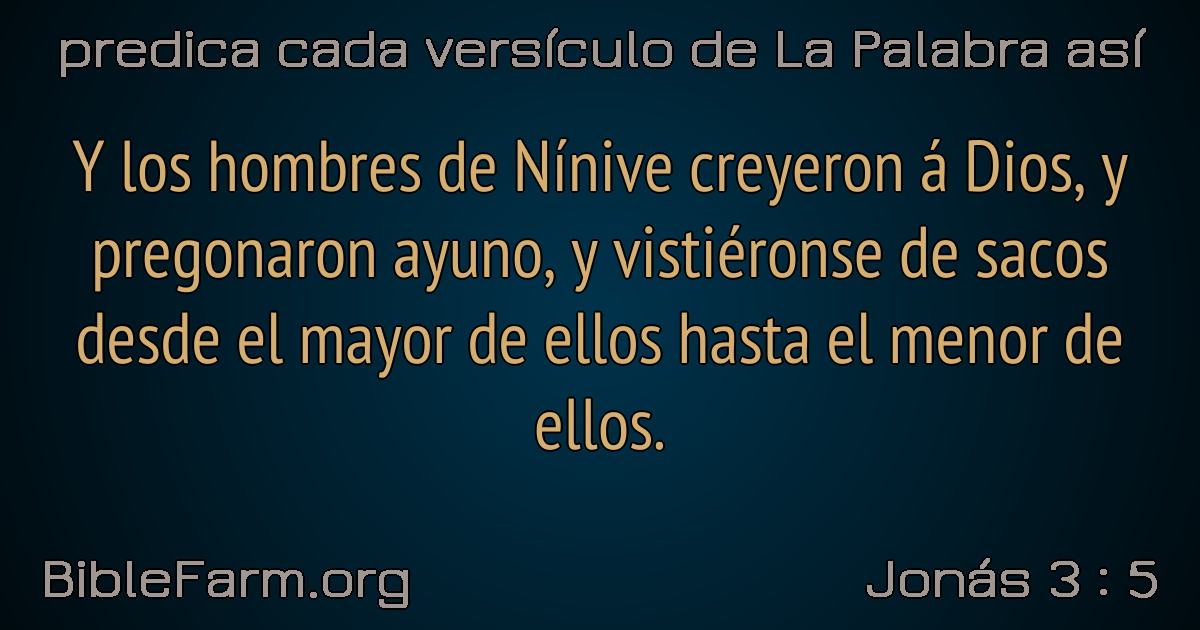 predica cada versículo de La Palabra así
Y los hombres de Nínive creyeron á Dios, y
pregonaron ayuno, y vistiéronse de sacos
desde el mayor de ellos hasta el menor de
ellos.
BibleFarm.org
Jonás 3 : 5